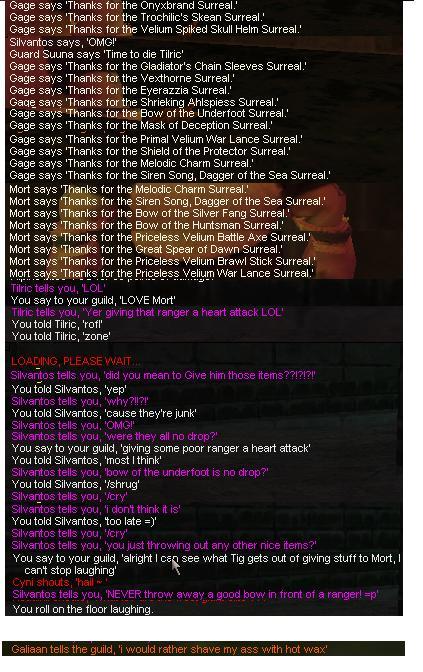 Gage says 'Thanks for the Onyxbrand Surreal.'
Gage says 'Thanks for the Trochilic's Skean Surreal.'
Gage says 'Thanks for the Velium Spiked Skull Helm Surreal.'
Silvantos says, 'OMG!'
Guard Suuna says 'Time to die Tilric'
Gage says 'Thanks for the Gladiator's Chain Sleeves Surreal.'
Gage says 'Thanks for the Vexthorne Surreal.'
Gage says 'Thanks for the Eyerazzia Surreal.'
Gage says 'Thanks for the Shrieking Ahlspiess Surreal.'
Gage says 'Thanks for the Bow of the Underfoot Surreal.'
Gage says 'Thanks for the Mask of Deception Surreal.'
Gage says 'Thanks for the Primal Velium War Lance Surreal.'
Gage says 'Thanks for the Shield of the Protector Surreal.'
Gage says 'Thanks for the Melodic Charm Surreal.'
Gage says 'Thanks for the Siren Song, Dagger of the Sea Surreal.'
Mort says 'Thanks for the Melodic Charm Surreal.'
Mort says 'Thanks for the Siren Song, Dagger of the Sea Surreal.'
Mort says 'Thanks for the Bow of the Silver Fang Surreal.'
Mort says 'Thanks for the Bow of the Huntsman Surreal.'
Mort says 'Thanks for the Priceless Velium Battle Axe Surreal.'
Mort says 'Thanks for the Great Spear of Dawn Surreal.'
Mort says 'Thanks for the Priceless Velium Brawl Stick Surreal.'
Mort says 'Thanks for the Priceless Velium War Lance Surreal.'
Tilric tells you, 'LOL'
You say to your guild, 'LOVE Mort'
Tilric tells you, 'Yer giving that ranger a heart attack LOL'
You told Tilric, 'rofl'
You told Tilric, 'zone'
LOADING, PLEASE WAIT...
Silvantos tells you, 'did you mean to Give him those items??!?!?!'
You told Silvantos, 'yep'
Silvantos tells you, 'why?!!?!'
You told Silvantos, 'cause they're junk'
Silvantos tells you, 'OMG!'
Silvantos tells you, 'were they all no drop?'
You say to your guild, 'giving some poor ranger a heart attack'
You told Silvantos, 'most I think'
Silvantos tells you, 'bow of the underfoot is no drop?'
You told Silvantos, '/shrug'
Silvantos tells you, '/cry'
Silvantos tells you, 'i don't think it is'
You told Silvantos, 'too late =)'
Silvantos tells you, '/cry'
Silvantos tells you, 'you just throwing out any other nice items?'
You say to your guild, 'alright I can see what Tig gets out of giving stuff to Mort, I
can't stop laughing'
Cyni shouts, 'hail ~ '
Silvantos tells you, 'NEVER throw away a good bow in front of a ranger! =p'
You roll on the floor laughing.
Galiaan tells the guild, 'i would rather shave my ass with hot wax'